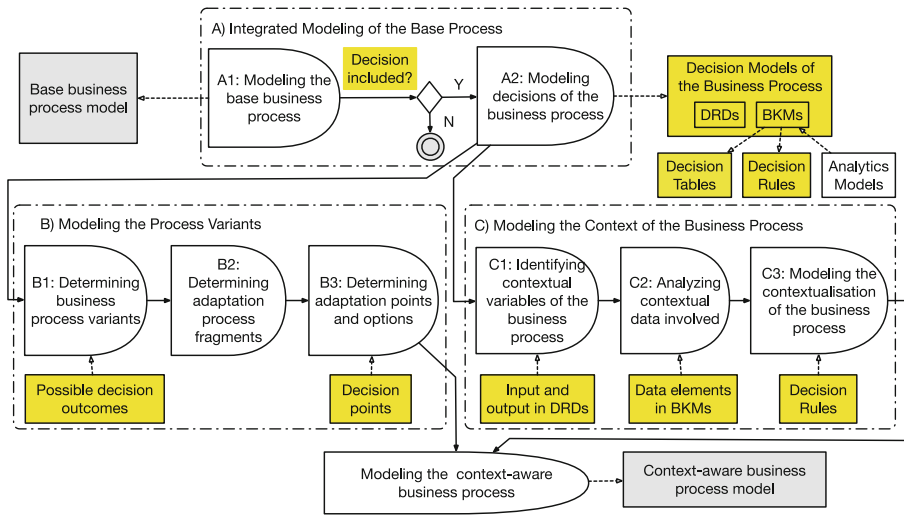 A) Integrated Modeling of the Base Process
Base business
process model
A1: Modeling the
base business
process
Decision
included?
Y
N
A2: Modeling
decisions of the
business process
Decision Models of
the Business Process
DRDs
BKMs
Decision
Tables
Decision
Rules
Analytics
Models
B) Modeling the Process Variants
B1: Determining
business
process variants
B2:
Determining
adaptation
process
fragments
B3: Determining
adaptation points
and options
Possible decision
outcomes
Decision
points
C) Modeling the Context of the Business Process
C1: Identifying
contextual
variables of the
business
process
C2: Analyzing
contextual
data involved
C3: Modeling the
contextualisation
of the business
process
Input and
output in DRDs
Data elements
in BKMs
Decision
Rules
Modeling the context-aware
business process
Context-aware business
process model